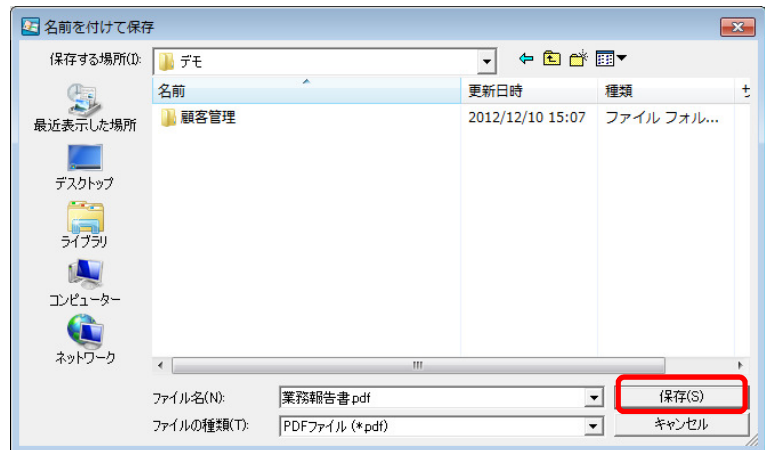 名前を付けて保存
保存する場所(I):
デモ
名前
更新日時
種類
サ
顧客管理
2012/12/10 15:07
ファイル フォル...
最近表示した場所
デスクトップ
ライブラリ
コンピューター
ネットワーク
ファイル名(N):
業務報告書.pdf
保存(S)
ファイルの種類(T):
PDFファイル (*pdf)
キャンセル